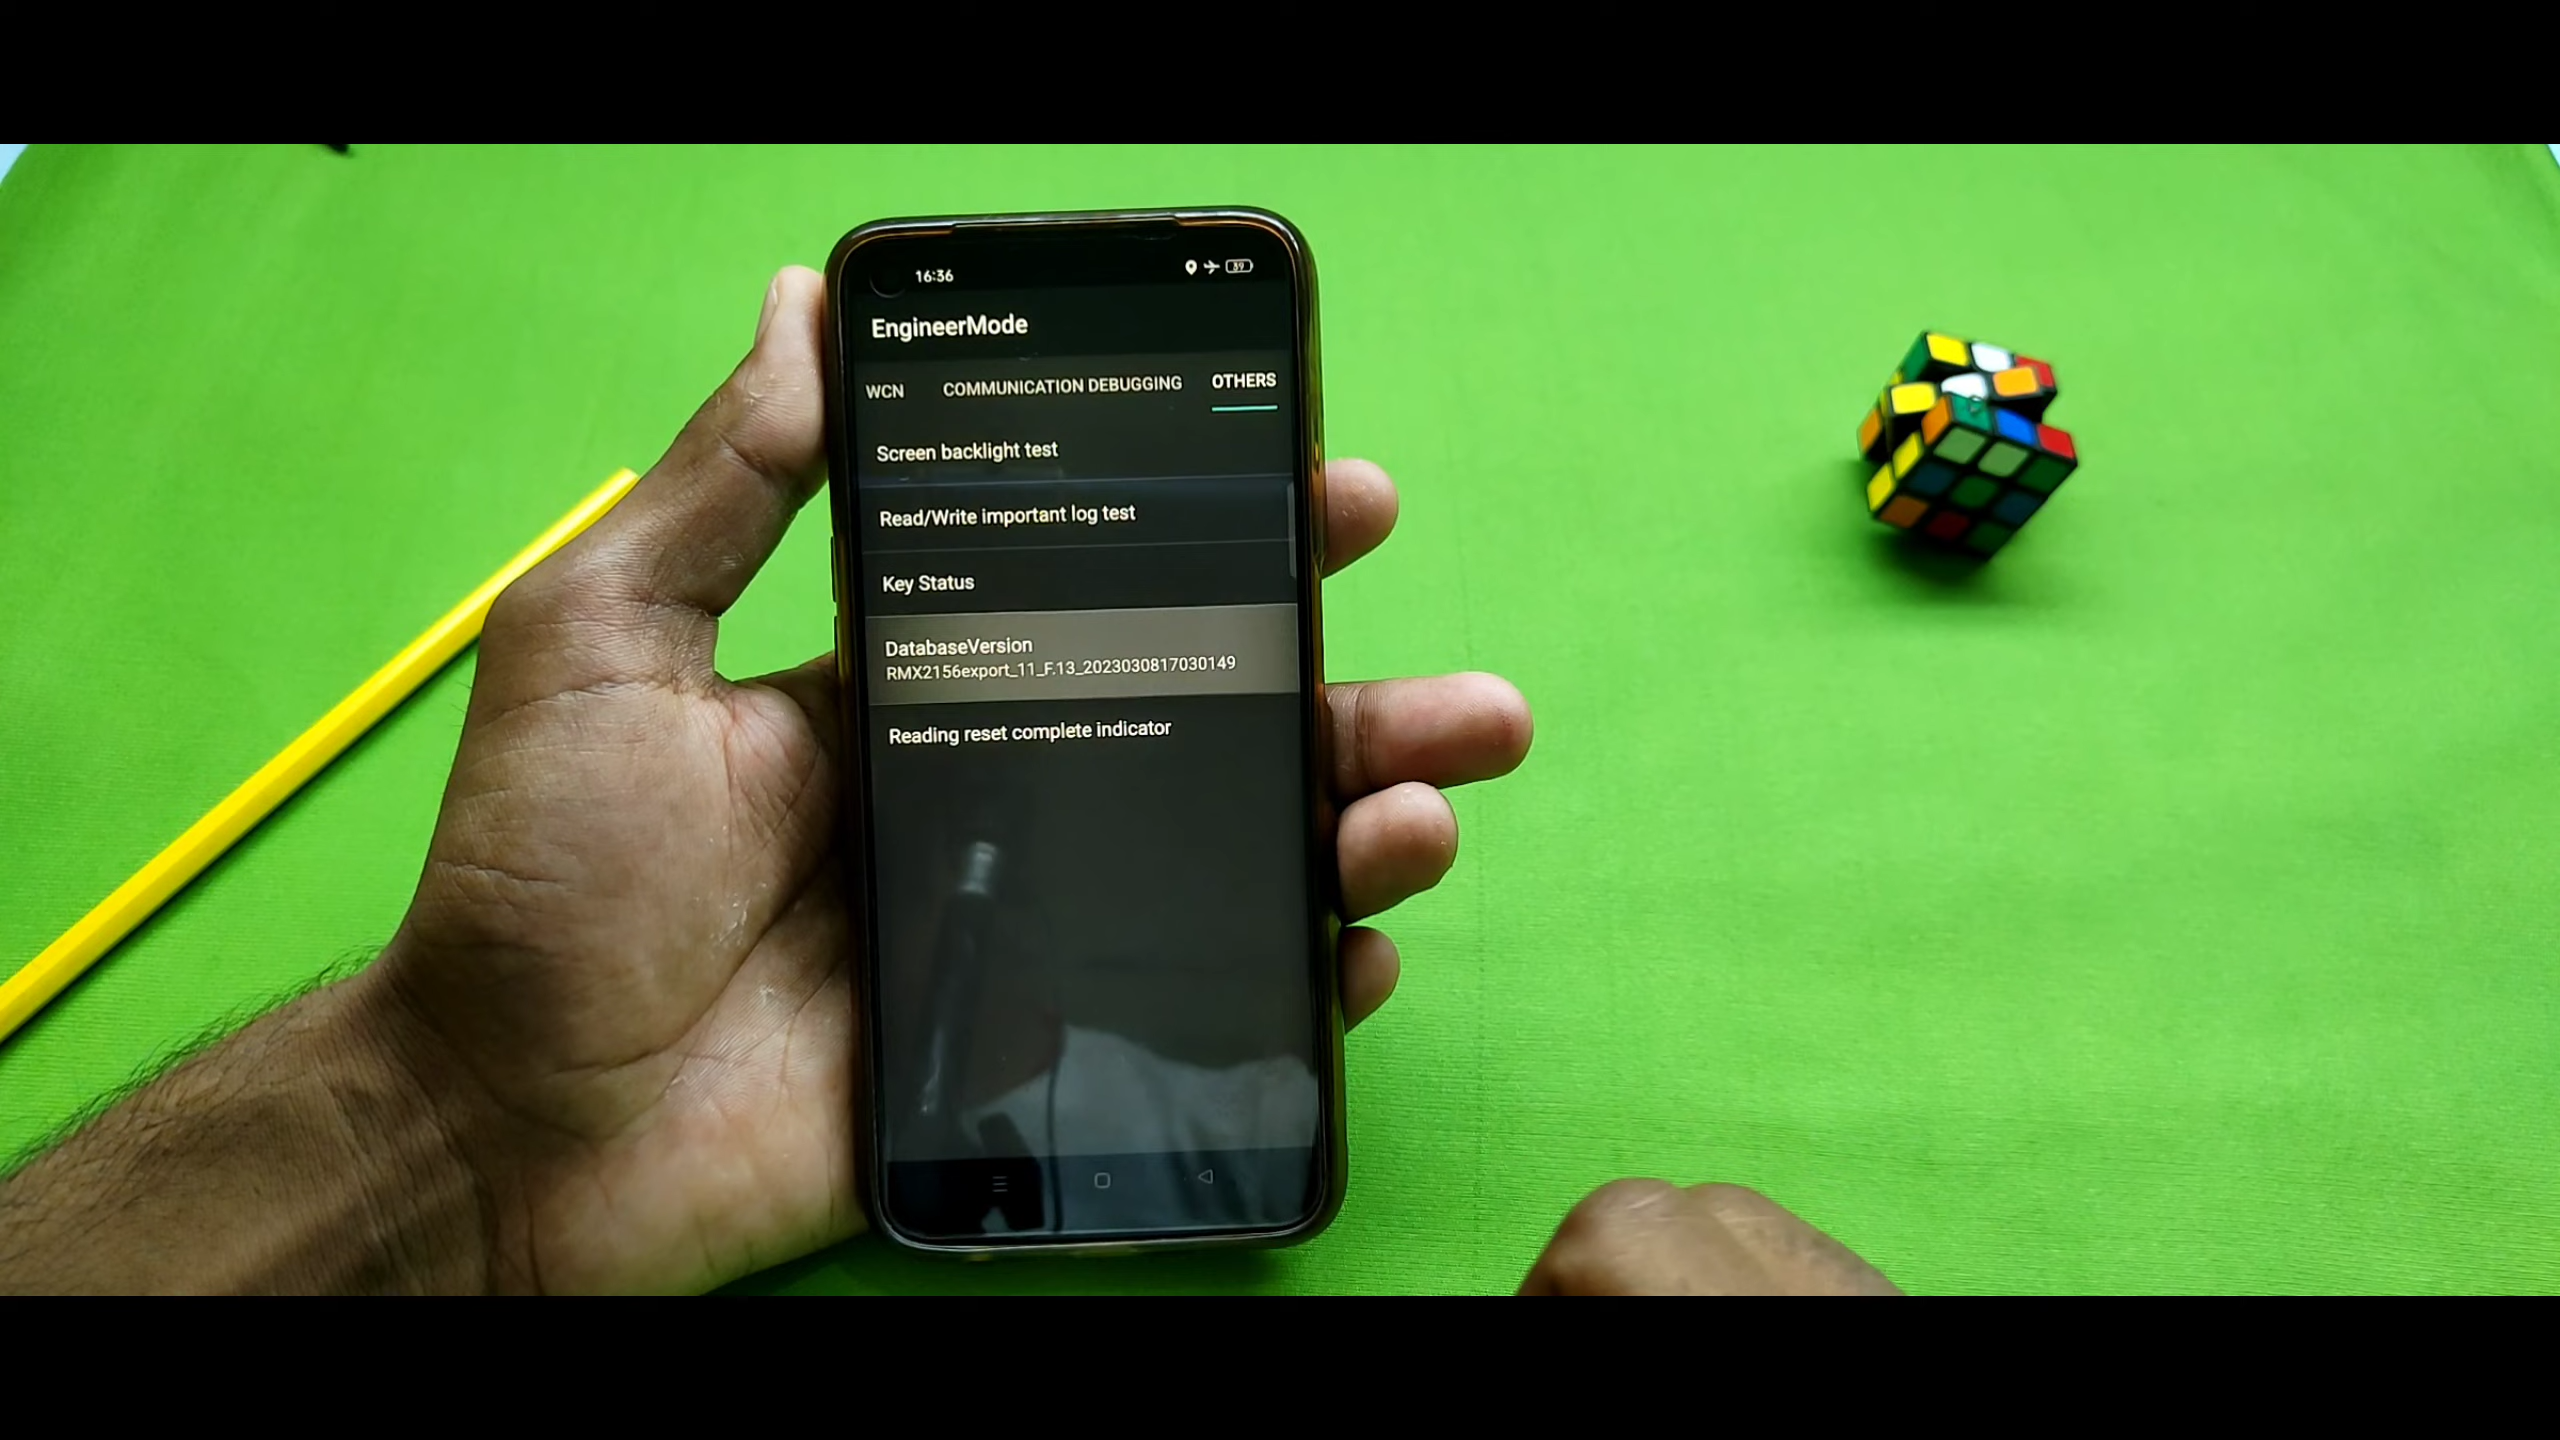 16:36
89
EngineerMode
WCN COMMUNICATION DEBUGGING OTHERS
Screen backlight test
Read/Write important log test
Key Status
DatabaseVersion
RMX2156export_11_F.13_2023030817030149
Reading reset complete indicator